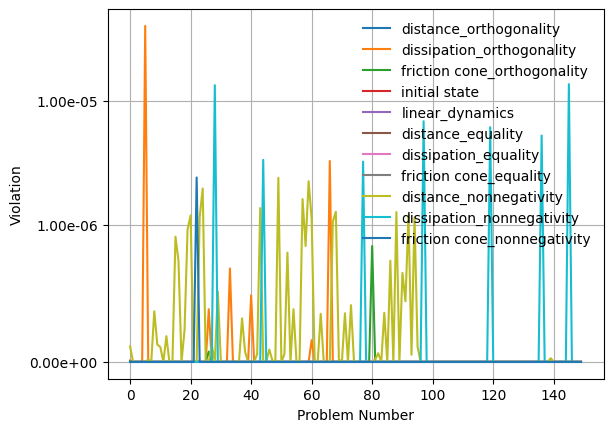 distance_orthogonality
dissipation_orthogonality
friction cone_orthogonality
initial state
linear_dynamics
distance_equality
dissipation_equality
friction cone_equality
distance_nonnegativity
dissipation_nonnegativity
friction cone_nonnegativity
1.00e-05
1.00e-06
0.00e+00
Violation
0 20 40 60 80 100 120 140
Problem Number